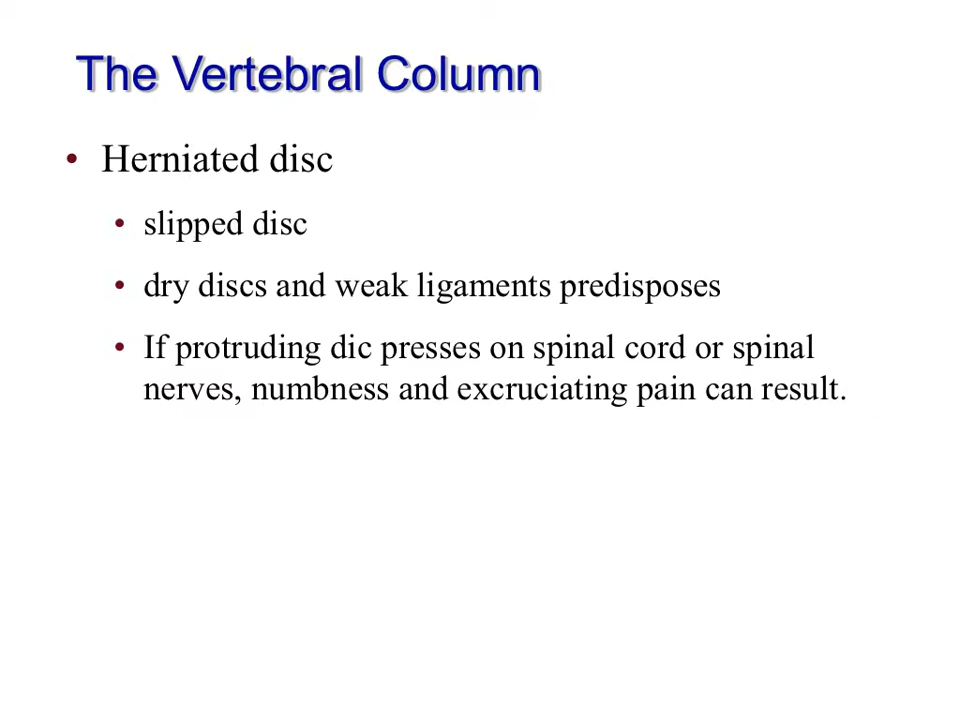 The Vertebral Column
• Herniated disc
• slipped disc
• dry discs and weak ligaments predisposes
• If protruding dic presses on spinal cord or spinal
nerves, numbness and excruciating pain can result.